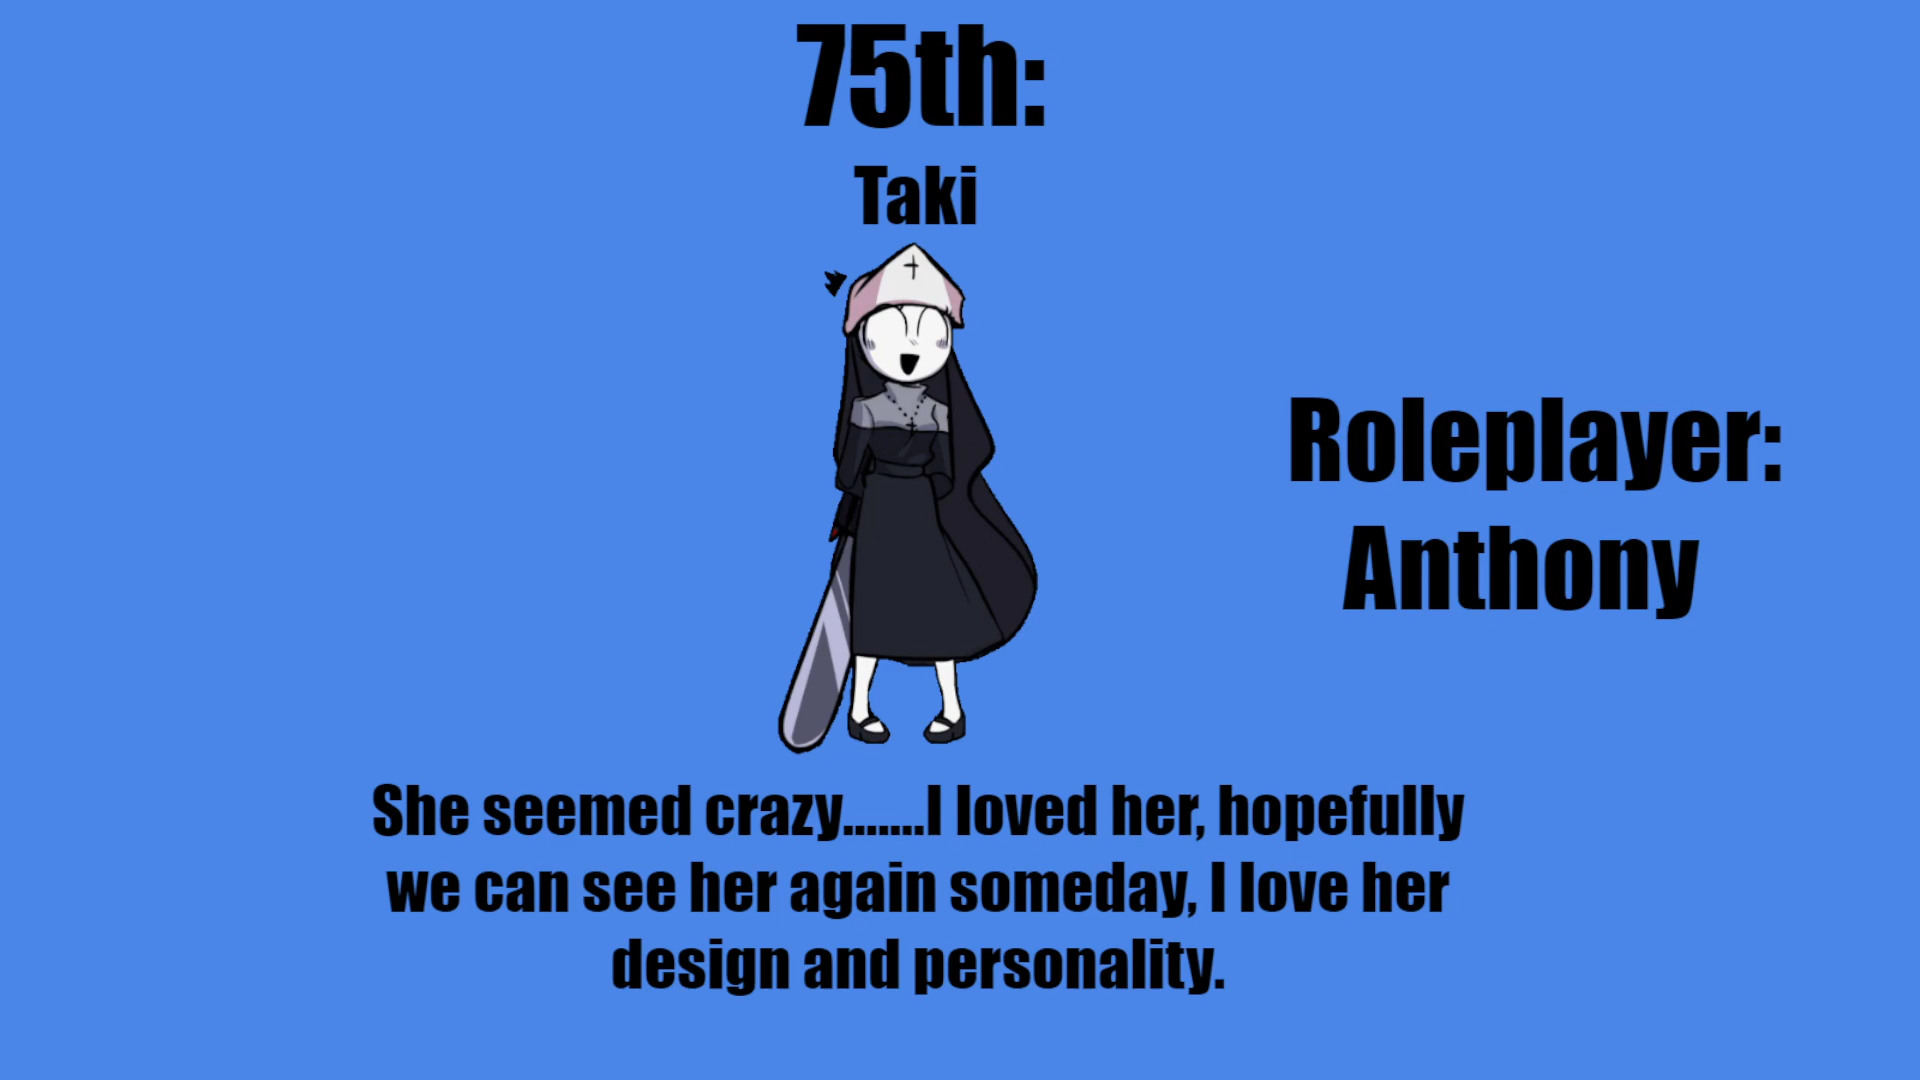 75th:
Taki
Roleplayer:
Anthony
She seemed crazy.......I loved her, hopefully
we can see her again someday, I love her
design and personality.